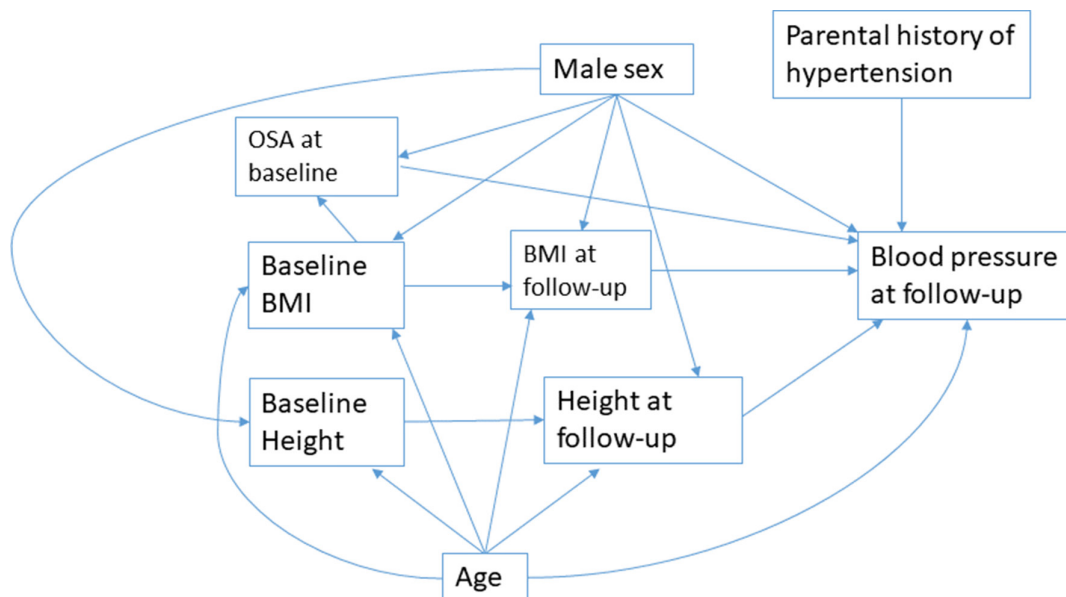 Parental history of
hypertension
Male sex
OSA at
baseline
Baseline
BMI
BMI at
follow-up
Blood pressure
at follow-up
Baseline
Height
Height at
follow-up
Age